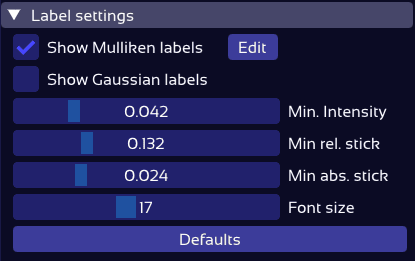 Label settings
Show Mulliken labels Edit
Show Gaussian labels
0.042 Min. Intensity
0.132 Min rel. stick
0.024 Min abs. stick
17 Font size
Defaults